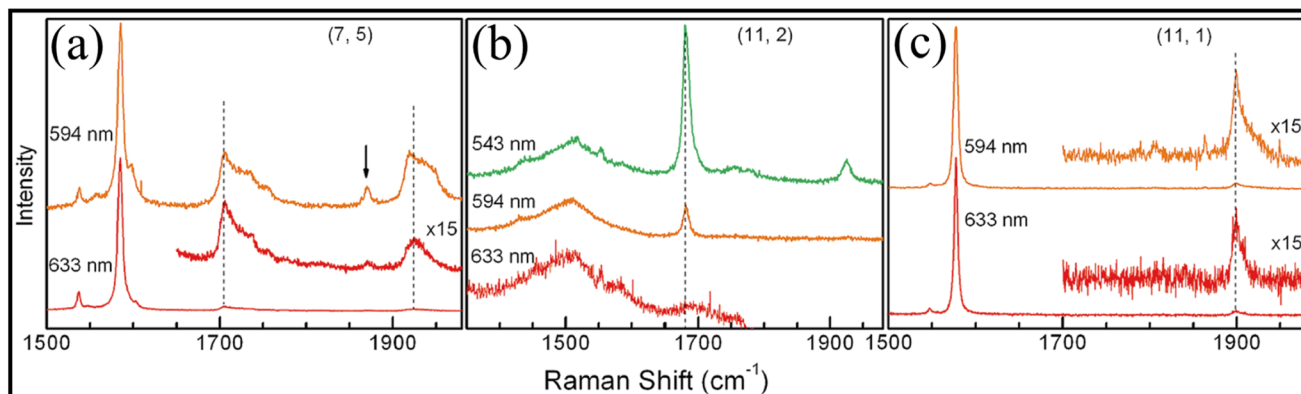 (a)
(7, 5)
594 nm
633 nm
x15
1500
1700
1900
(b)
(11, 2)
543 nm
594 nm
633 nm
1500
1700
1900
(c)
(11, 1)
x15
594 nm
633 nm
x15
1500
1700
1900
Intensity
Raman Shift (cm⁻¹)